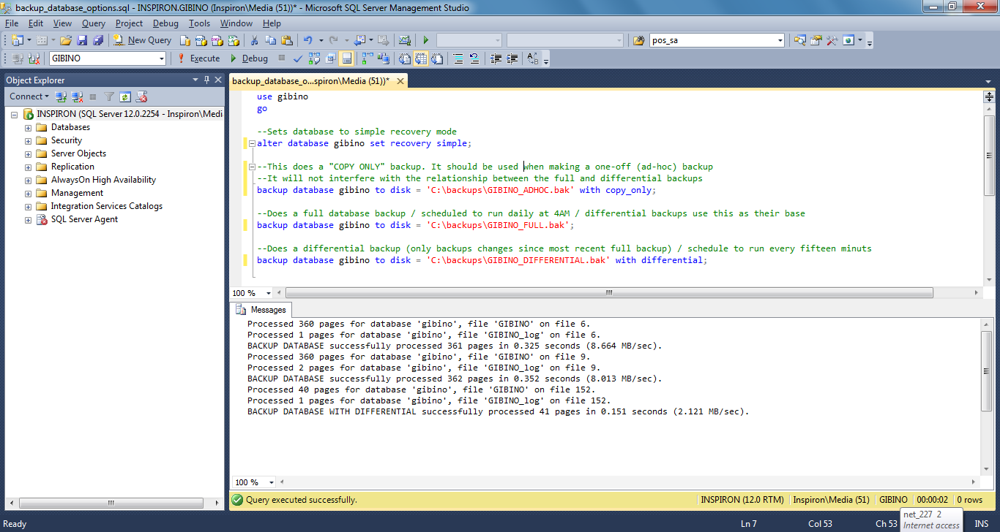 backup_database_options.sql - INSPIRON.GIBINO (Inspiron\Media (51))* - Microsoft SQL Server Management Studio
File Edit View Query Project Debug Tools Window Help
New Query pos_sa
GIBINO Execute Debug
Object Explorer
Connect
INSPIRON (SQL Server 12.0.2254 - Inspiron\Medi
Databases
Security
Server Objects
Replication
AlwaysOn High Availability
Management
Integration Services Catalogs
SQL Server Agent
backup_database_o...spiron\Media (51))*
use gibino
go
--Sets database to simple recovery mode
alter database gibino set recovery simple;
--This does a "COPY ONLY" backup. It should be used when making a one-off (ad-hoc) backup
--It will not interfere with the relationship between the full and differential backups
backup database gibino to disk = 'C:\backups\GIBINO_ADHOC.bak' with copy_only;
--Does a full database backup / scheduled to run daily at 4AM / differential backups use this as their base
backup database gibino to disk = 'C:\backups\GIBINO_FULL.bak';
--Does a differential backup (only backups changes since most recent full backup) / schedule to run every fifteen minuts
backup database gibino to disk = 'C:\backups\GIBINO_DIFFERENTIAL.bak' with differential;
100 %
Messages
Processed 360 pages for database 'gibino', file 'GIBINO' on file 6.
Processed 1 pages for database 'gibino', file 'GIBINO_log' on file 6.
BACKUP DATABASE successfully processed 361 pages in 0.325 seconds (8.664 MB/sec).
Processed 360 pages for database 'gibino', file 'GIBINO' on file 9.
Processed 2 pages for database 'gibino', file 'GIBINO_log' on file 9.
BACKUP DATABASE successfully processed 362 pages in 0.352 seconds (8.013 MB/sec).
Processed 40 pages for database 'gibino', file 'GIBINO' on file 152.
Processed 1 pages for database 'gibino', file 'GIBINO_log' on file 152.
BACKUP DATABASE WITH DIFFERENTIAL successfully processed 41 pages in 0.151 seconds (2.121 MB/sec).
100 %
Query executed successfully. INSPIRON (12.0 RTM) Inspiron\Media (51) GIBINO 00:00:02 0 rows
net_227 2
Internet access
Ready Ln 7 Col 53 Ch 53 INS